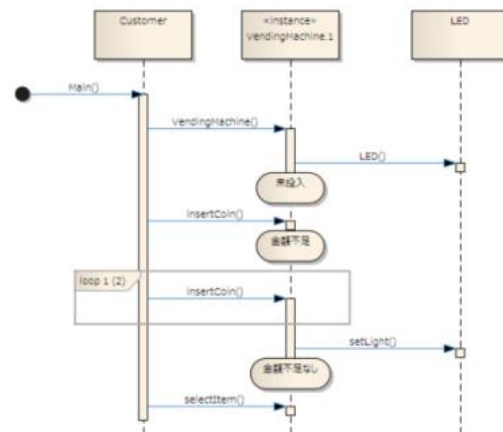 Customer
«instance»
VendingMachine.1
LED
Main()
VendingMachine()
LED()
未投入
insertCoin()
金額不足
loop 1 (2)
insertCoin()
setLight()
金額不足なし
selectItem()